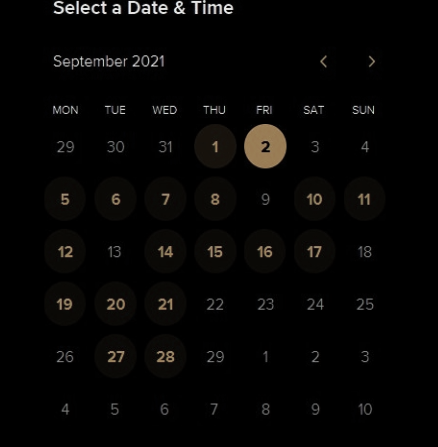 Select a Date & Time
September 2021
MON TUE WED THU FRI SAT SUN
29 30 31 1 2 3 4
5 6 7 8 9 10 11
12 13 14 15 16 17 18
19 20 21 22 23 24 25
26 27 28 29 1 2 3
4 5 6 7 8 9 10